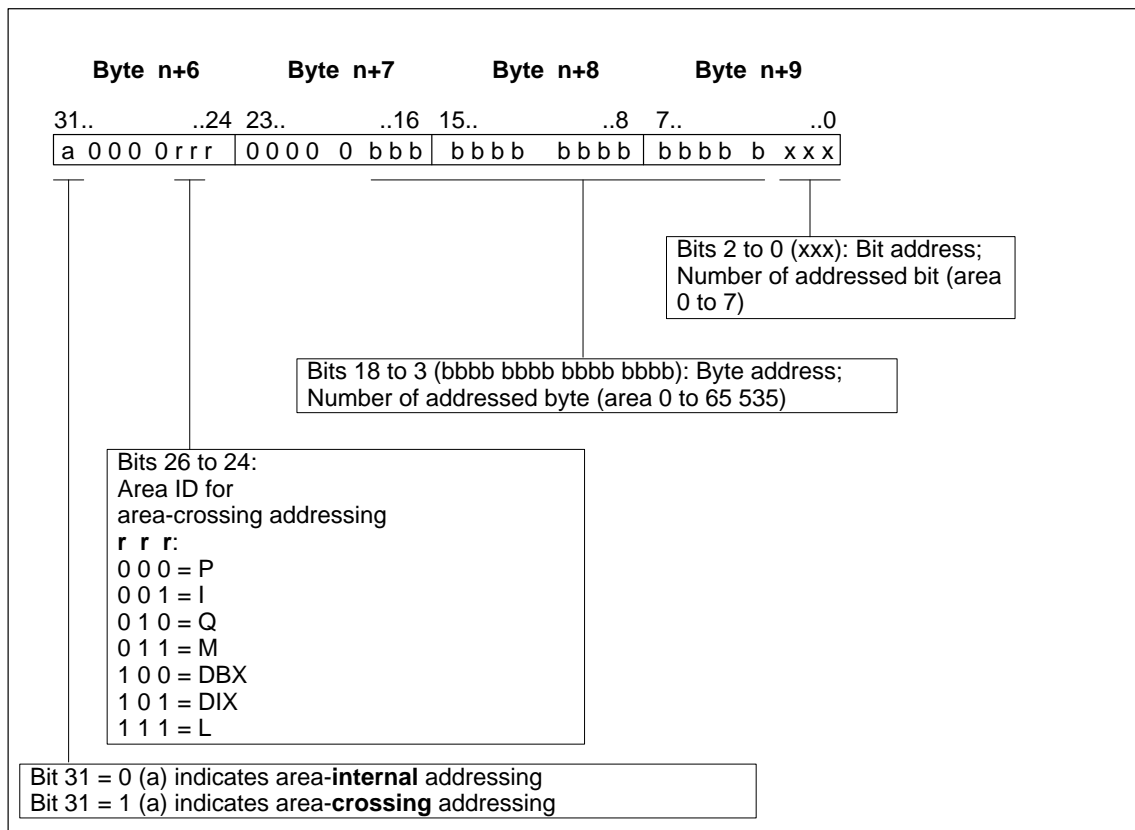 Byte n+6 Byte n+7 Byte n+8 Byte n+9
31.. ..24 23.. ..16 15.. ..8 7.. ..0
a 0 0 0 0 r r r 0 0 0 0 0 b b b b b b b b b b b b b b b b x x x
Bits 2 to 0 (xxx): Bit address;
Number of addressed bit (area
0 to 7)
Bits 18 to 3 (bbbb bbbb bbbb bbbb): Byte address;
Number of addressed byte (area 0 to 65 535)
Bits 26 to 24:
Area ID for
area-crossing addressing
r r r:
0 0 0 = P
0 0 1 = I
0 1 0 = Q
0 1 1 = M
1 0 0 = DBX
1 0 1 = DIX
1 1 1 = L
Bit 31 = 0 (a) indicates area-internal addressing
Bit 31 = 1 (a) indicates area-crossing addressing